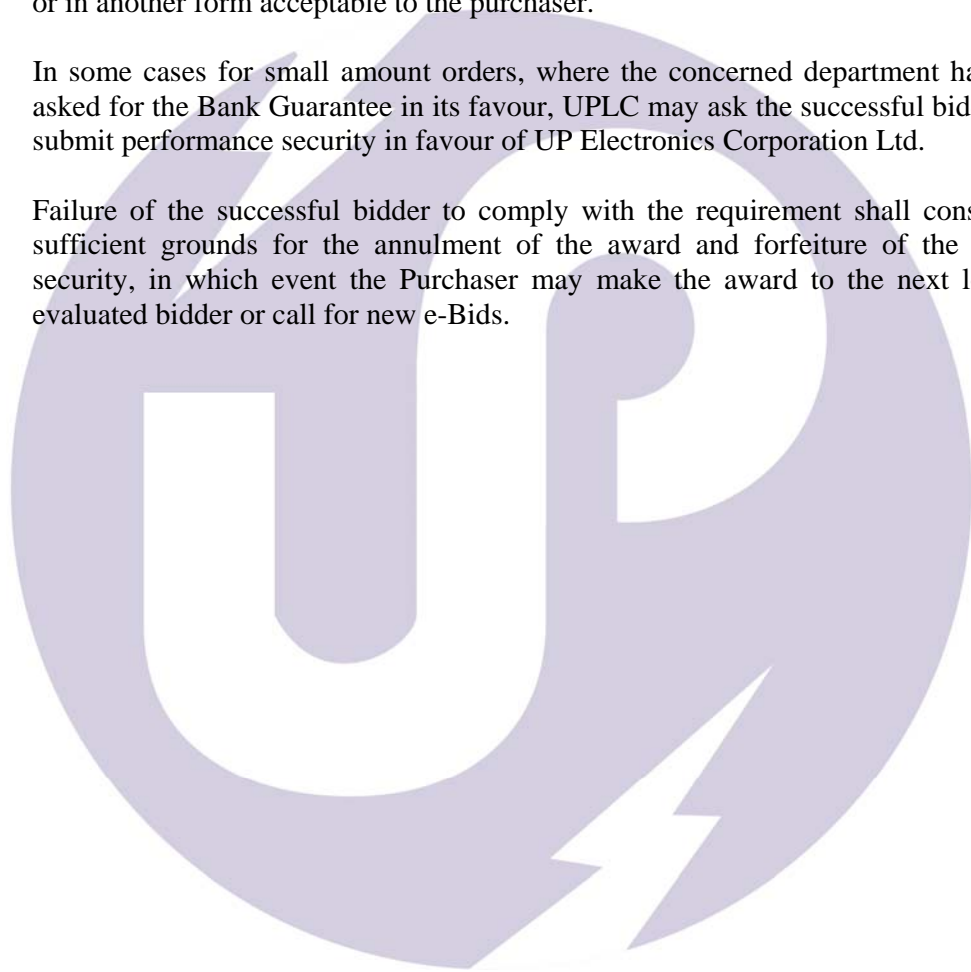 or in another form acceptable to the purchaser.
In some cases for small amount orders, where the concerned department ha
asked for the Bank Guarantee in its favour, UPLC may ask the successful bid
submit performance security in favour of UP Electronics Corporation Ltd.
Failure of the successful bidder to comply with the requirement shall cons
sufficient grounds for the annulment of the award and forfeiture of the
security, in which event the Purchaser may make the award to the next l
evaluated bidder or call for new e-Bids.
UP